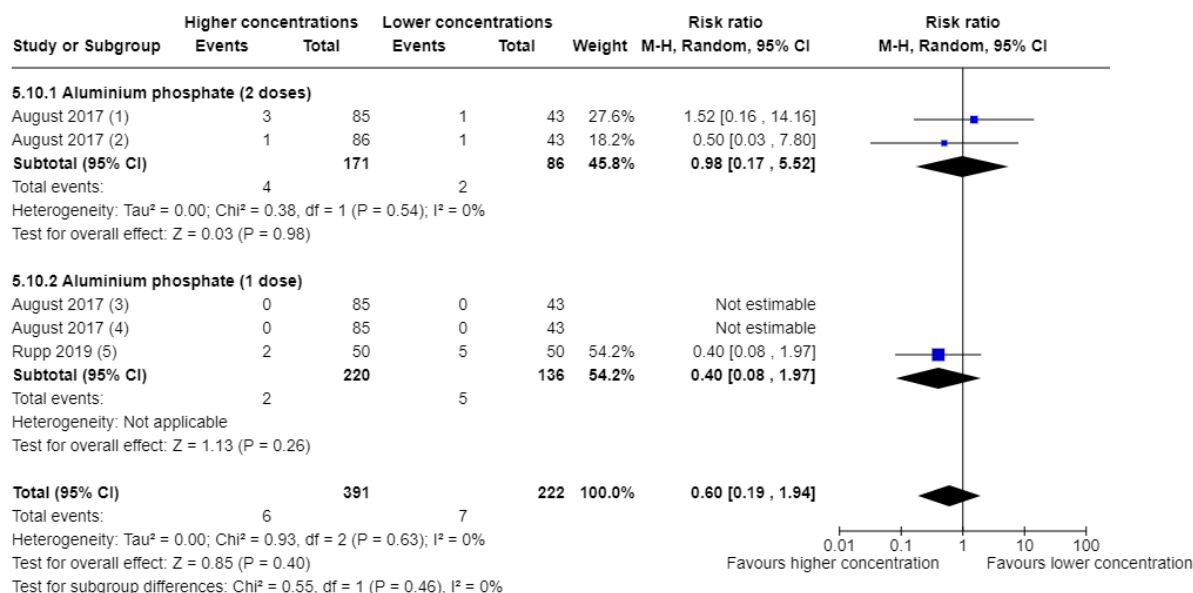 Higher concentrations Lower concentrations Risk ratio Risk ratio
Study or Subgroup Events Total Events Total Weight M-H, Random, 95% CI M-H, Random, 95% CI
5.10.1 Aluminium phosphate (2 doses)
August 2017 (1) 3 85 1 43 27.6% 1.52 [0.16 , 14.16]
August 2017 (2) 1 86 1 43 18.2% 0.50 [0.03 , 7.80]
Subtotal (95% CI) 171 86 45.8% 0.98 [0.17 , 5.52]
Total events: 4 2
Heterogeneity: Tau² = 0.00; Chi² = 0.38, df = 1 (P = 0.54); I² = 0%
Test for overall effect: Z = 0.03 (P = 0.98)
5.10.2 Aluminium phosphate (1 dose)
August 2017 (3) 0 85 0 43 Not estimable
August 2017 (4) 0 85 0 43 Not estimable
Rupp 2019 (5) 2 50 5 50 54.2% 0.40 [0.08 , 1.97]
Subtotal (95% CI) 220 136 54.2% 0.40 [0.08 , 1.97]
Total events: 2 5
Heterogeneity: Not applicable
Test for overall effect: Z = 1.13 (P = 0.26)
Total (95% CI) 391 222 100.0% 0.60 [0.19 , 1.94]
Total events: 6 7
Heterogeneity: Tau² = 0.00; Chi² = 0.93, df = 2 (P = 0.63); I² = 0%
0.01 0.1 1 10 100
Test for overall effect: Z = 0.85 (P = 0.40) Favours higher concentration Favours lower concentration
Test for subgroup differences: Chi² = 0.55, df = 1 (P = 0.46), I² = 0%